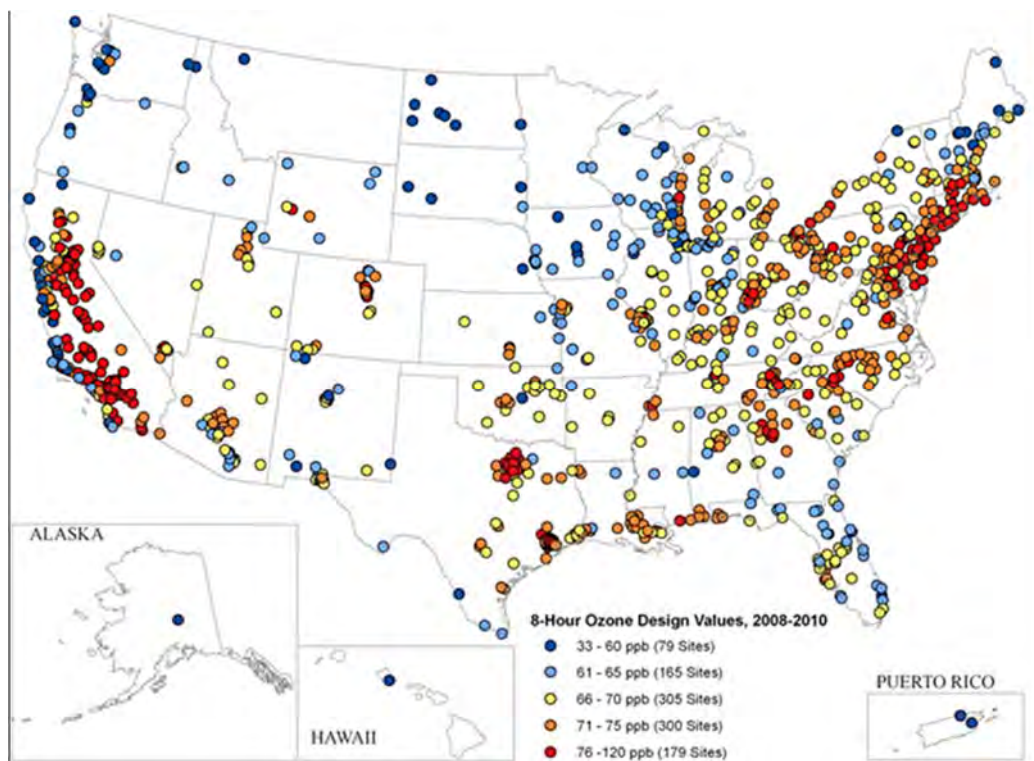 ALASKA
HAWAII
8-Hour Ozone Design Values, 2008-2010
33 - 60 ppb (79 Sites)
61 - 65 ppb (165 Sites)
66 - 70 ppb (305 Sites)
71 - 75 ppb (300 Sites)
76 -120 ppb (179 Sites)
PUERTO RICO